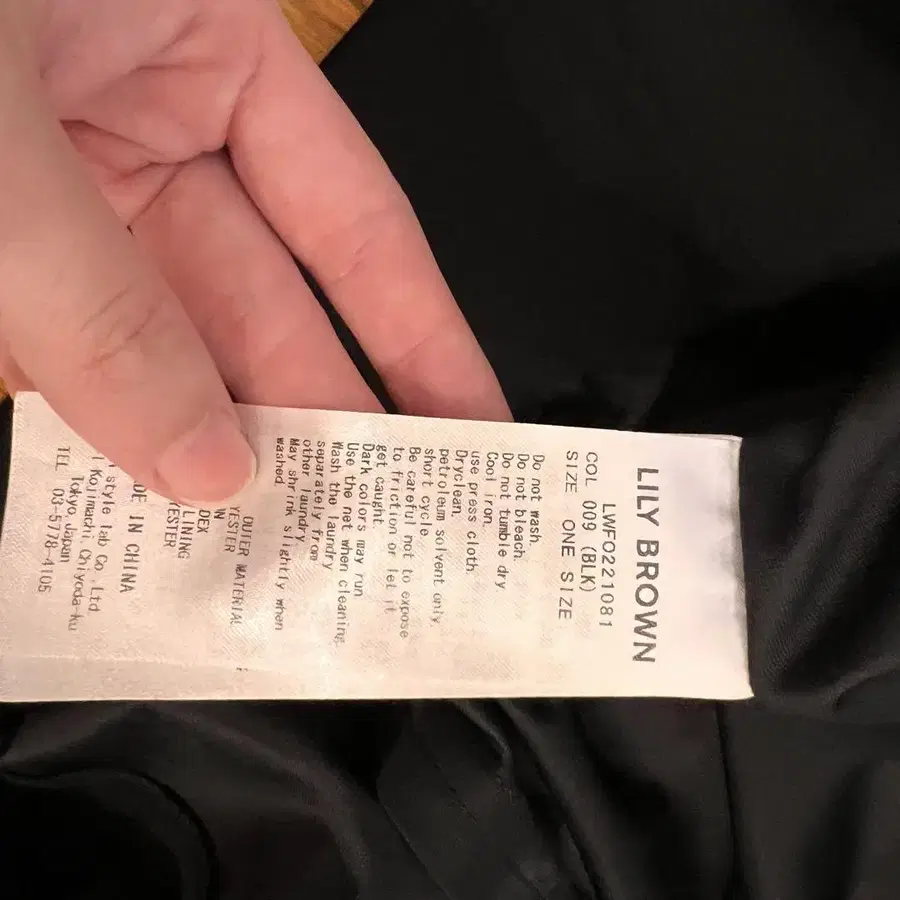 LILY BROWN
LWFO221081
COL 009 (BLK)
SIZE ONE SIZE
Do not wash.
Do not bleach.
Do not tumble dry.
Cool iron.
use press cloth.
Dryclean.
petroleum solvent only,
short cycle.
Be careful not to expose
to friction or let it
get caught.
Dark colors may run.
Use the net when cleaning.
Wash the laundry
separately from
other laundry.
May shrink slightly when
washed.
OUTER MATERIAL
YESTER
N
DEX
LINING
YESTER
DE IN CHINA
style lab Co.,Ltd.
Kojimachi, Chiyoda-ku
Tokyo,Japan
TEL 03-5778-4105